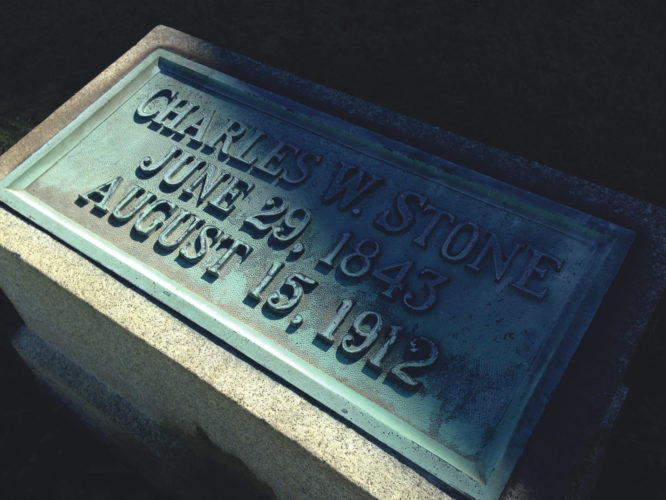 CHARLES W. STONE
JUNE 29, 1843
AUGUST 15, 1912